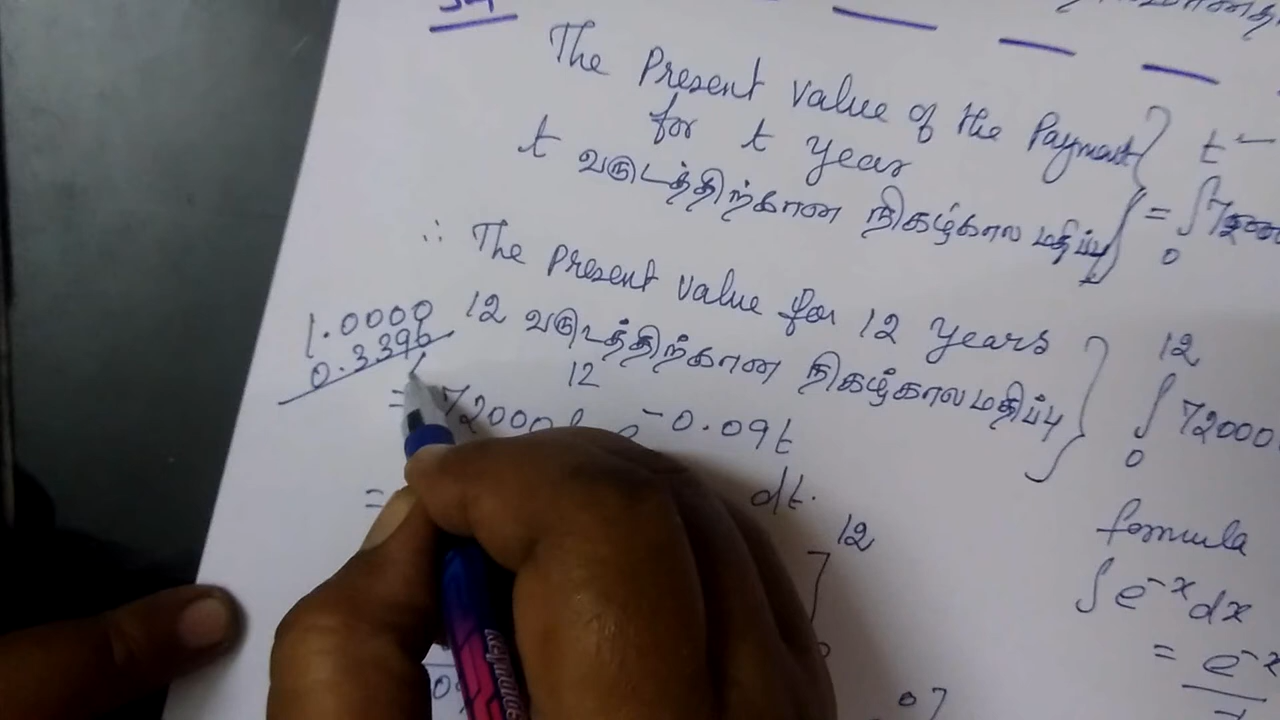 The Present Value of the Payment
for t year
t வருடத்திற்கான நிகழ்கால மதிப்பு
t
= ∫ 72000
0
∴ The present value for 12 years
12 வருடத்திற்கான நிகழ்கால மதிப்பு
12
∫ 72000
0
1.0000
0.3396
12
= 72000 ∫ e^-0.09t
dt.
=
12
formula
∫ e^-x dx
= e^-x